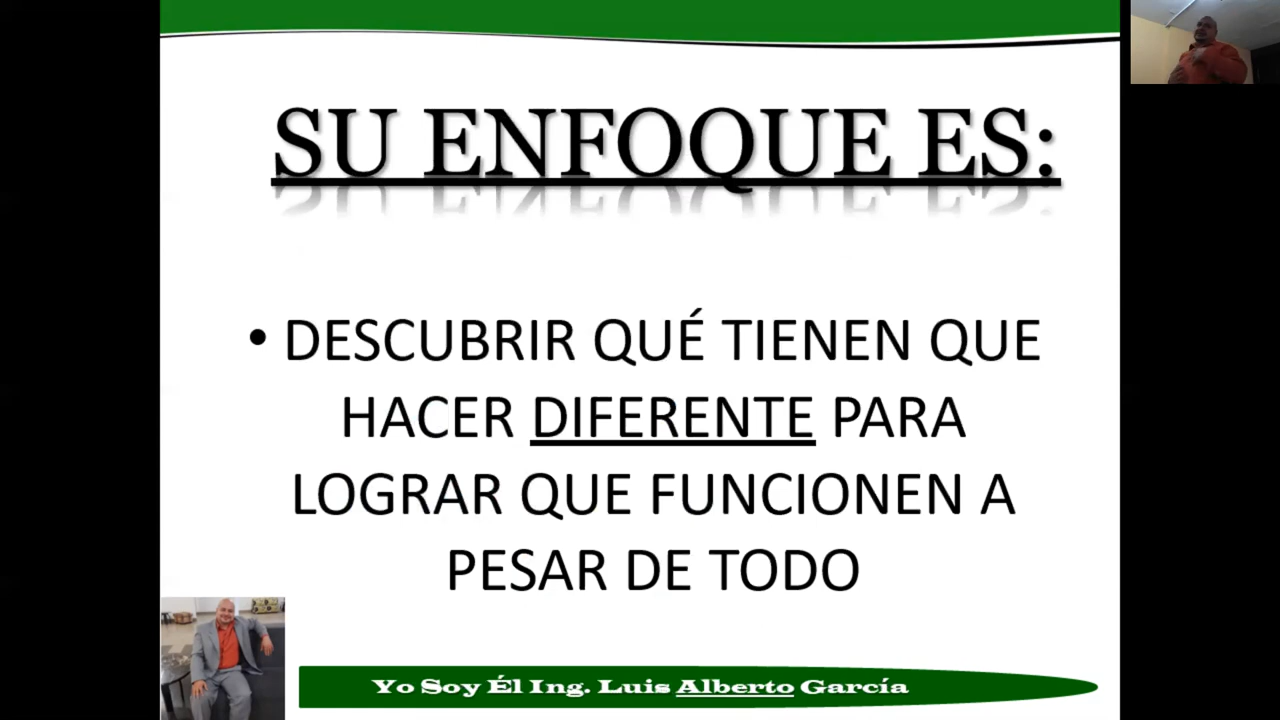 SU ENFOQUE ES:
• DESCUBRIR QUÉ TIENEN QUE
HACER DIFERENTE PARA
LOGRAR QUE FUNCIONEN A
PESAR DE TODO
Yo Soy Él Ing. Luis Alberto García